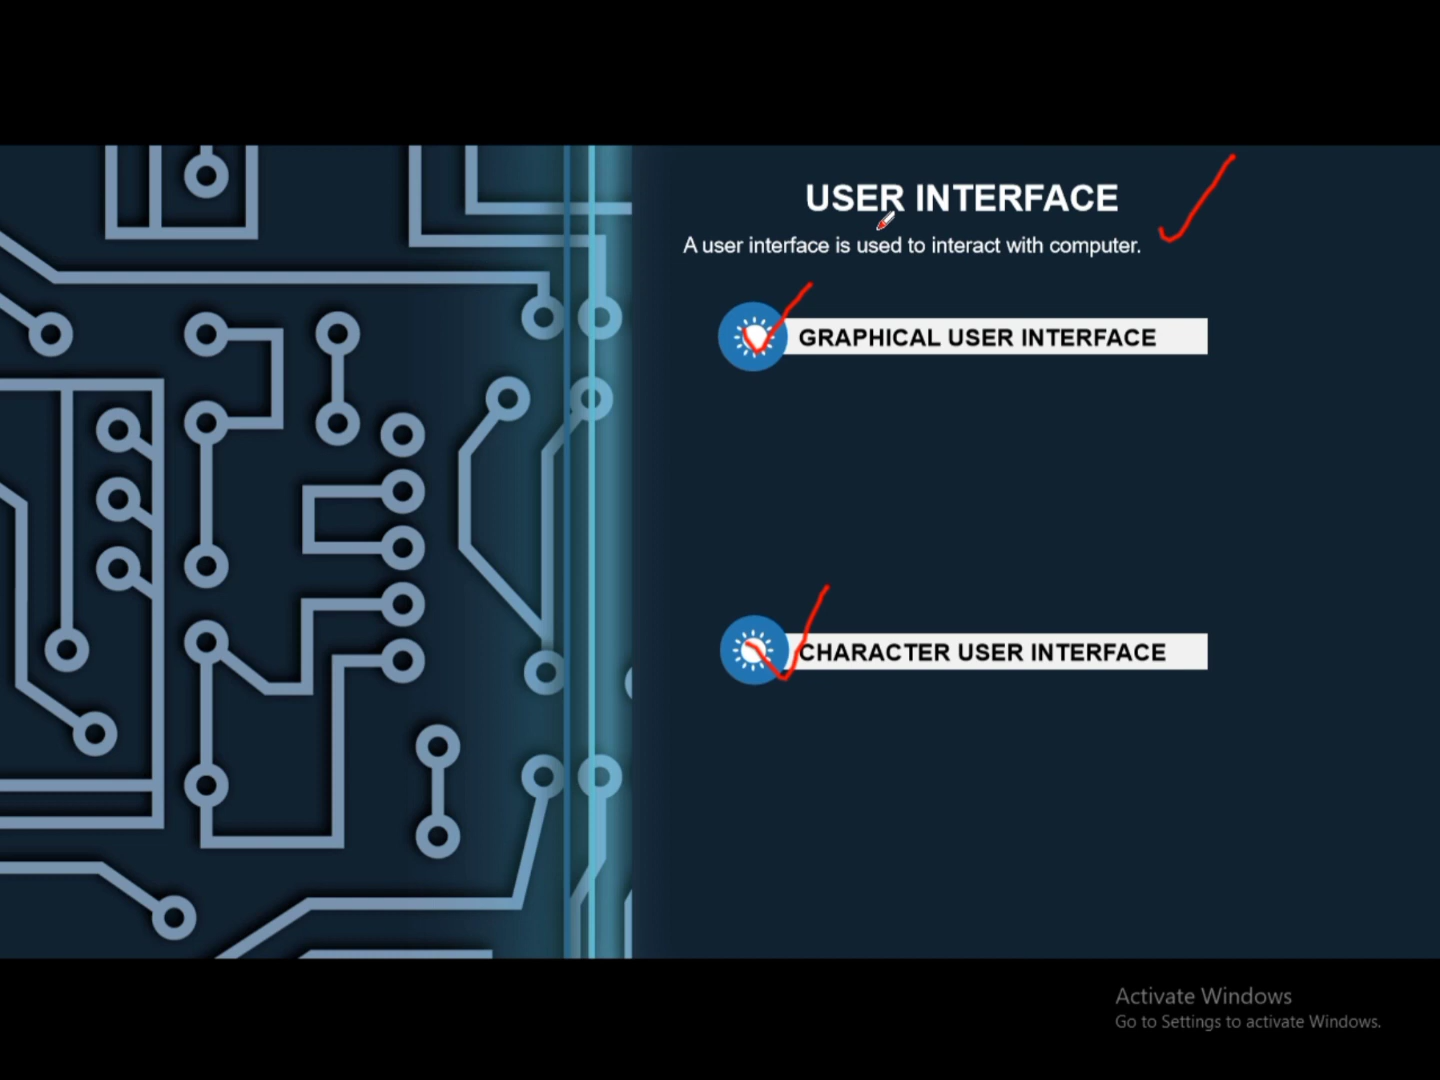 USER INTERFACE
A user interface is used to interact with computer.
GRAPHICAL USER INTERFACE
CHARACTER USER INTERFACE
Activate Windows
Go to Settings to activate Windows.